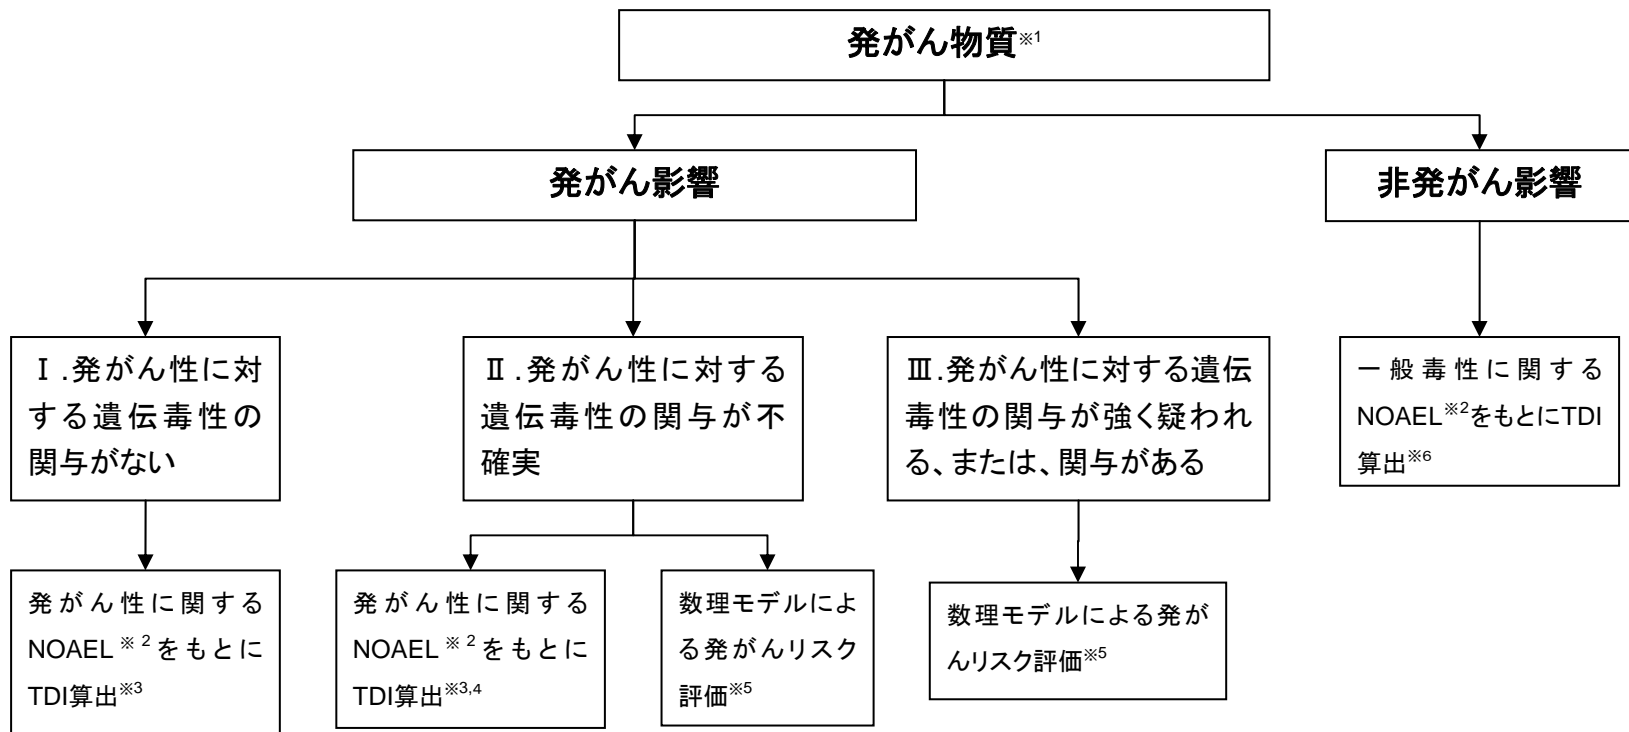 発がん物質※1
発がん影響
非発がん影響
Ⅰ.発がん性に対
する遺伝毒性の
関与がない
Ⅱ.発がん性に対する
遺伝毒性の関与が不
確実
Ⅲ.発がん性に対する遺伝
毒性の関与が強く疑われ
る、または、関与がある
一般毒性に関する
NOAEL※2をもとにTDI
算出※6
発がん性に関する
NOAEL※2をもとに
TDI算出※3
発がん性に関する
NOAEL※2をもとに
TDI算出※3,4
数理モデルによ
る発がんリスク
評価※5
数理モデルによる発が
んリスク評価※5